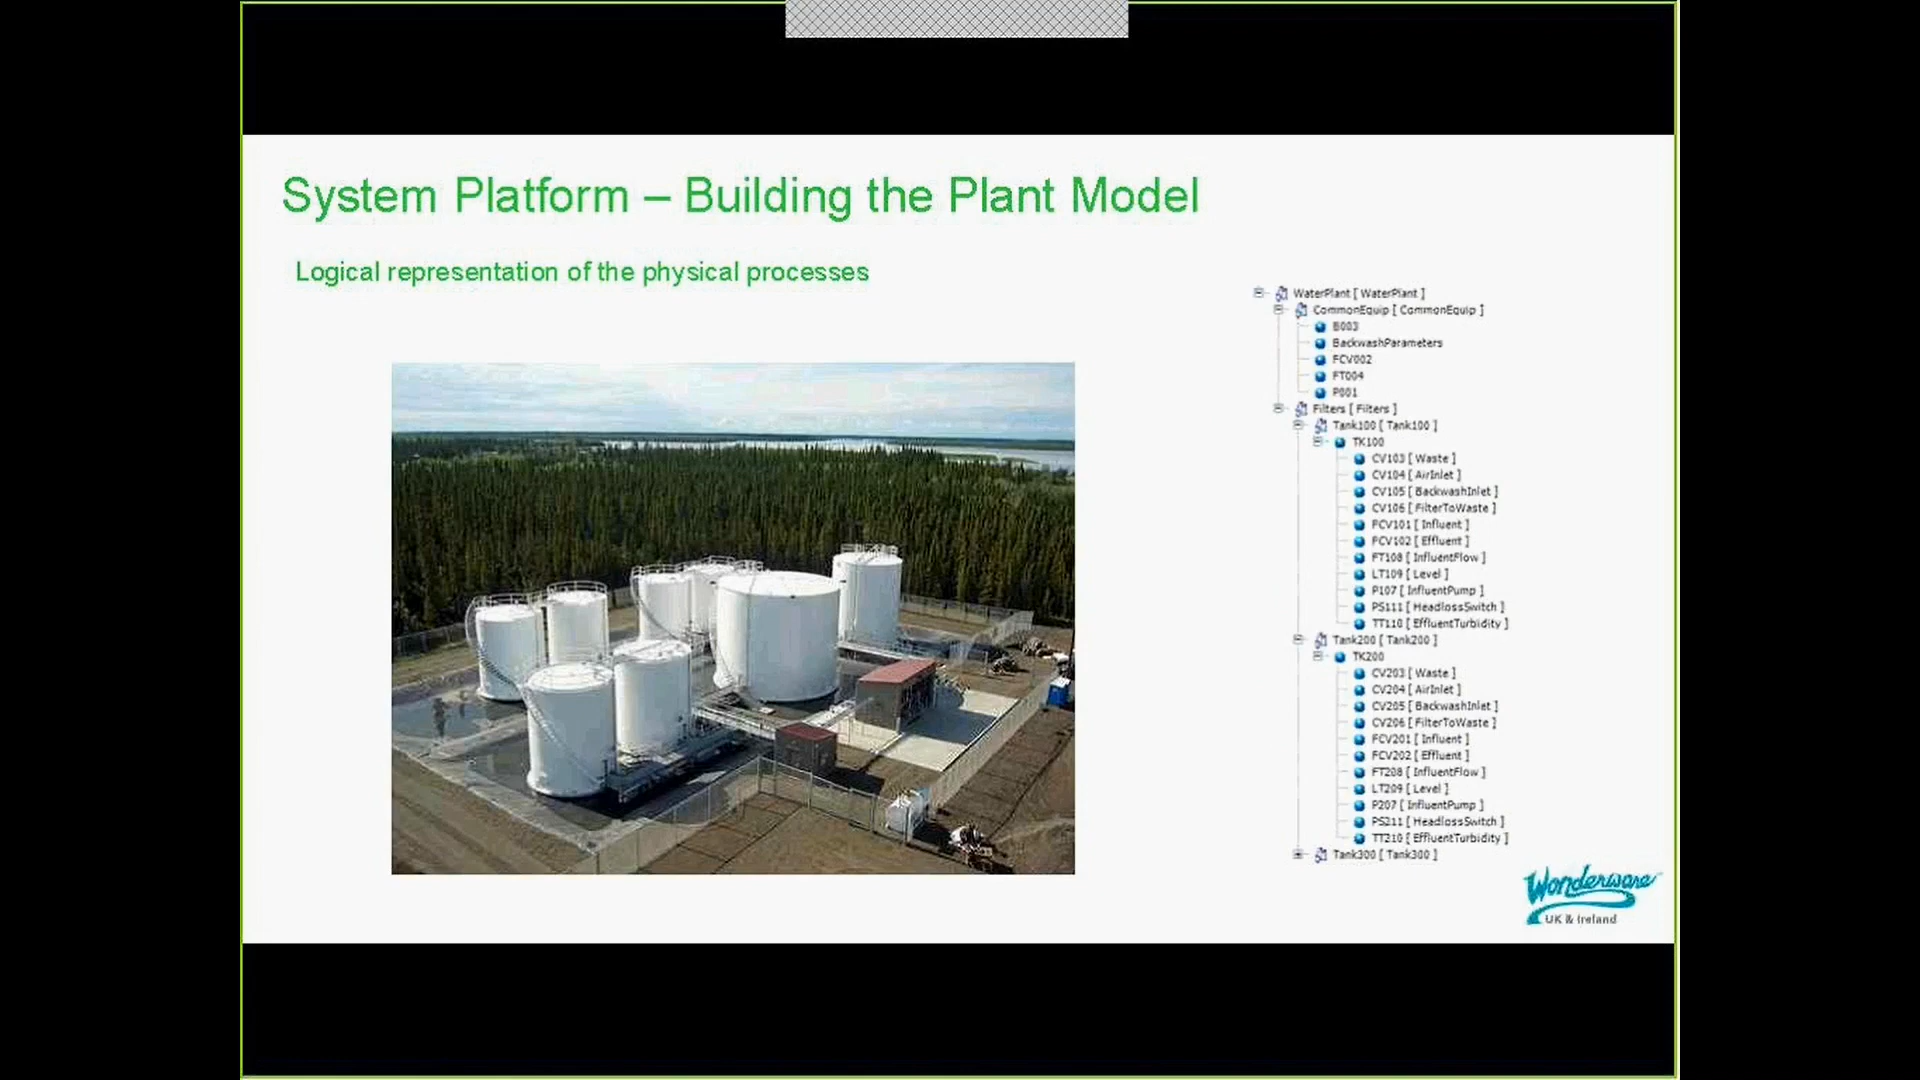 System Platform – Building the Plant Model
Logical representation of the physical processes
WaterPlant [ WaterPlant ]
CommonEquip [ CommonEquip ]
B003
BackwashParameters
FCV002
FT004
P001
Filters [ Filters ]
Tank100 [ Tank100 ]
TK100
CV103 [ Waste ]
CV104 [ AirInlet ]
CV105 [ BackwashInlet ]
CV106 [ FilterToWaste ]
FCV101 [ Influent ]
FCV102 [ Effluent ]
FT108 [ InfluentFlow ]
LT109 [ Level ]
P107 [ InfluentPump ]
PS111 [ HeadlossSwitch ]
TT110 [ EffluentTurbidity ]
Tank200 [ Tank200 ]
TK200
CV203 [ Waste ]
CV204 [ AirInlet ]
CV205 [ BackwashInlet ]
CV206 [ FilterToWaste ]
FCV201 [ Influent ]
FCV202 [ Effluent ]
FT208 [ InfluentFlow ]
LT209 [ Level ]
P207 [ InfluentPump ]
PS211 [ HeadlossSwitch ]
TT210 [ EffluentTurbidity ]
Tank300 [ Tank300 ]
Wonderware
UK & Ireland